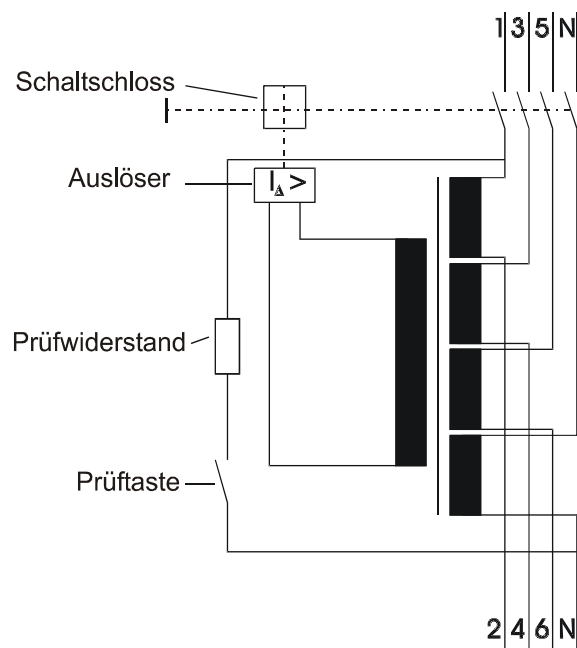 1 3 5 N
Schaltschloss
Auslöser
I∆ >
Prüfwiderstand
Prüftaste
2 4 6 N